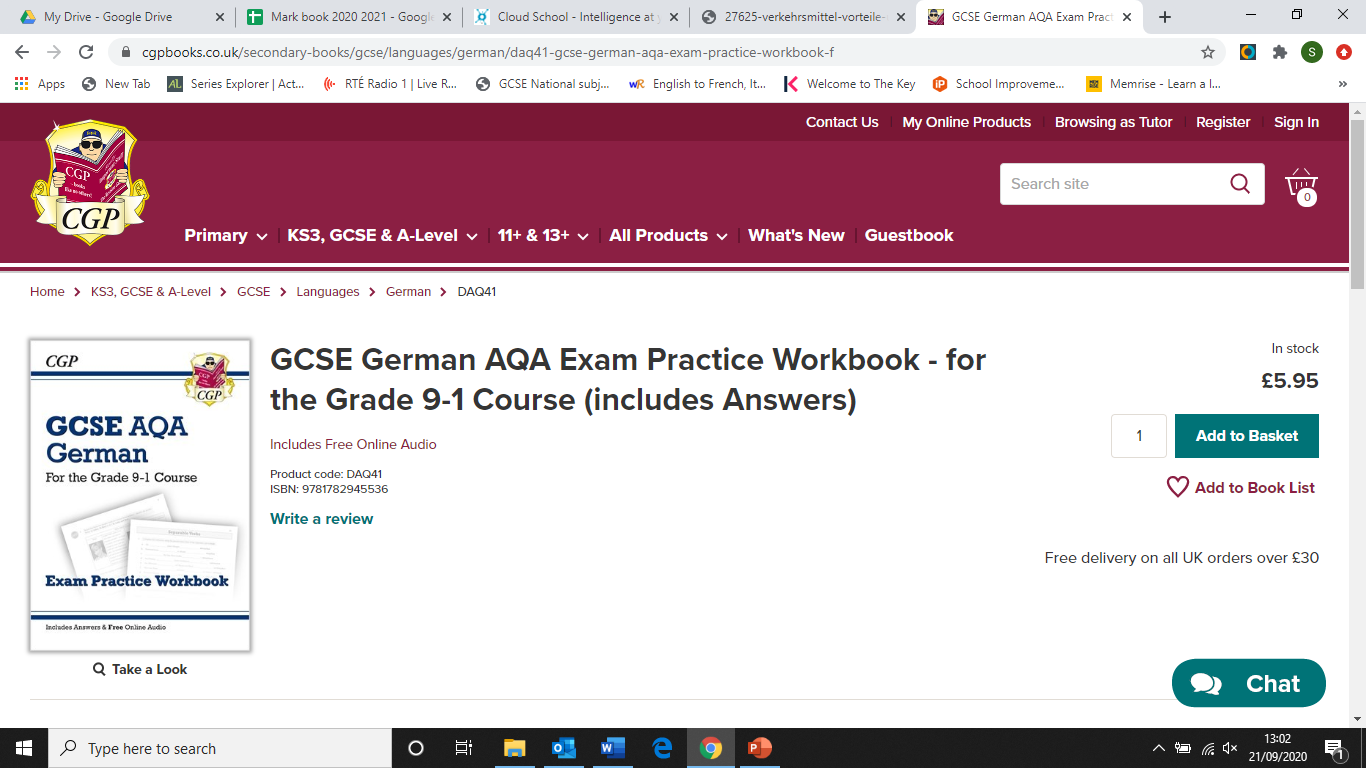 My Drive - Google Drive
Mark book 2020 2021 - Google
Cloud School - Intelligence at y
27625-verkehrsmittel-vorteile-
GCSE German AQA Exam Pract
cgpbooks.co.uk/secondary-books/gcse/languages/german/daq41-gcse-german-aqa-exam-practice-workbook-f
S
Apps
New Tab
AL Series Explorer | Act...
RTÉ Radio 1 | Live R...
GCSE National subj...
wR English to French, It...
Welcome to The Key
iP School Improveme...
Memrise - Learn a l...
»
Contact Us
My Online Products
Browsing as Tutor
Register
Sign In
CGP
CGP
Search site
0
Primary
KS3, GCSE & A-Level
11+ & 13+
All Products
What's New
Guestbook
Home
KS3, GCSE & A-Level
GCSE
Languages
German
DAQ41
CGP
CGP
GCSE AQA
German
For the Grade 9-1 Course
Exam Practice Workbook
Includes Answers & Free Online Audio
Take a Look
GCSE German AQA Exam Practice Workbook - for
the Grade 9-1 Course (includes Answers)
Includes Free Online Audio
Product code: DAQ41
ISBN: 9781782945536
Write a review
In stock
£5.95
1
Add to Basket
Add to Book List
Free delivery on all UK orders over £30
Chat
Type here to search
13:02
21/09/2020
1